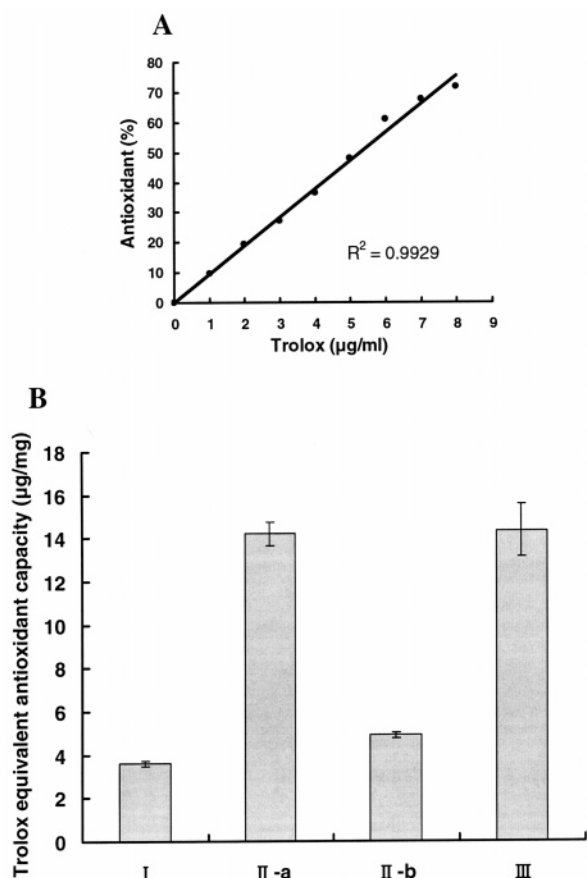 A
Antioxidant (%)
80
70
60
50
40
30
20
10
0
R² = 0.9929
0 1 2 3 4 5 6 7 8 9
Trolox (µg/ml)
B
Trolox equivalent antioxidant capacity (µg/mg)
18
16
14
12
10
8
6
4
2
0
I II-a II-b III